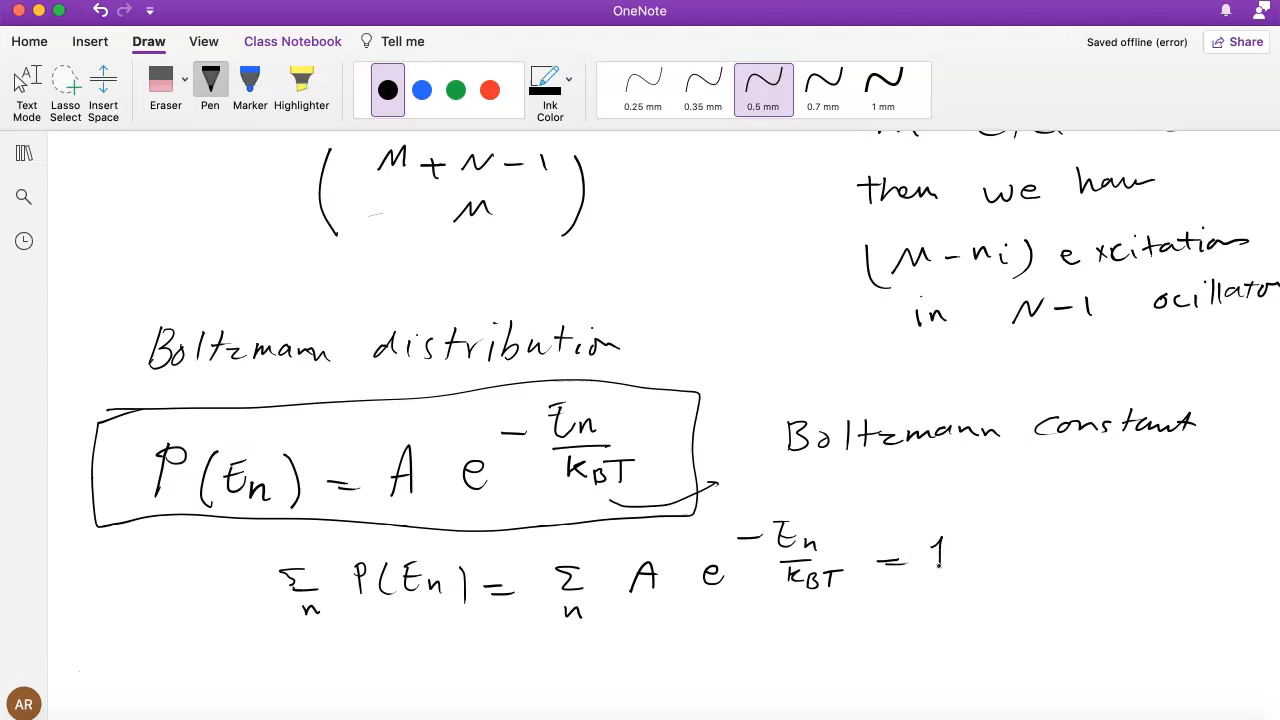 OneNote
Home Insert Draw View Class Notebook Tell me
Saved offline (error) Share
Text Mode Lasso Select Insert Space Eraser Pen Marker Highlighter Ink Color 0.25 mm 0.35 mm 0.5 mm 0.7 mm 1 mm
( M + N - 1
M )
then we have
(M - ni) excitation
in N - 1 ocillator
Boltzmann distribution
P(En) = A e^(- En / kBT)
Boltzmann constant
Σn P(En) = Σn A e^(- En / kBT) = 1
AR